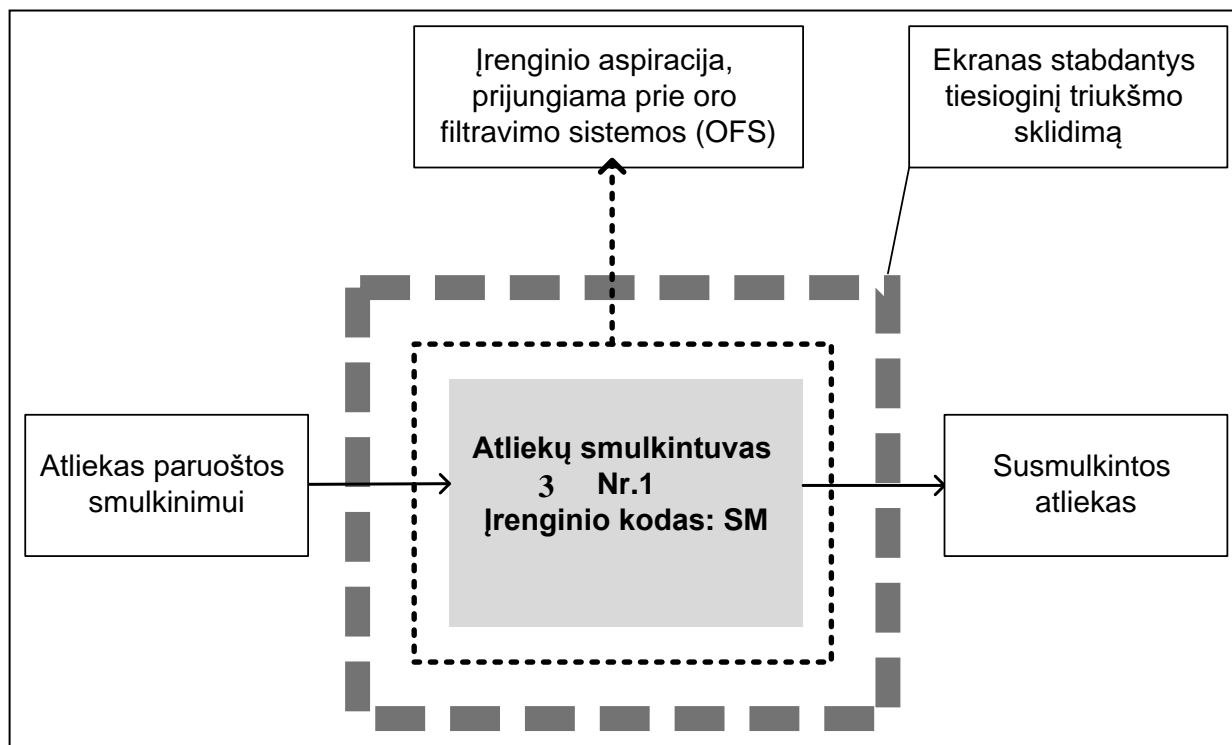 Įrenginio aspiracija,
prijungiama prie oro
filtravimo sistemos (OFS)
Ekranas stabdantys
tiesioginį triukšmo
sklidimą
Atliekas paruoštos
smulkinimui
Atliekų smulkintuvas
3 Nr.1
Įrenginio kodas: SM
Susmulkintos
atliekas